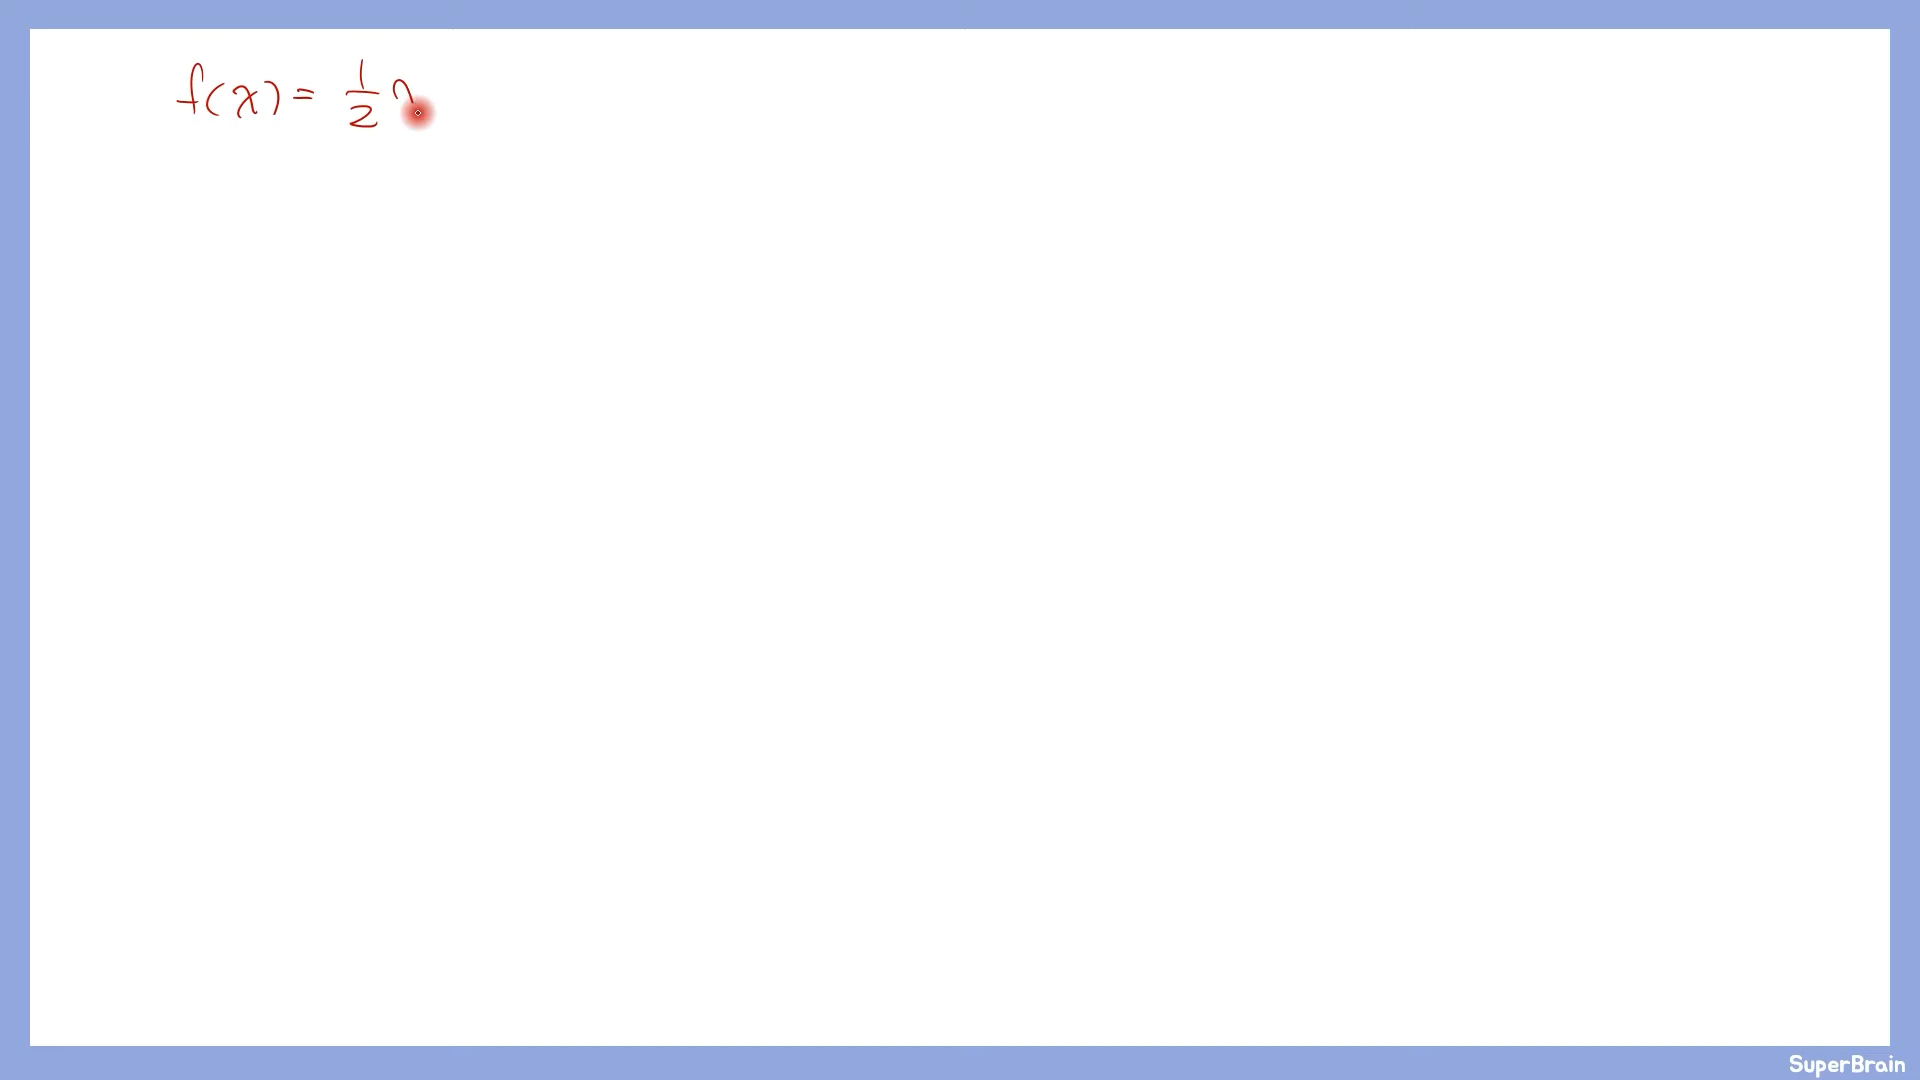 f(x) = 1/2
SuperBrain